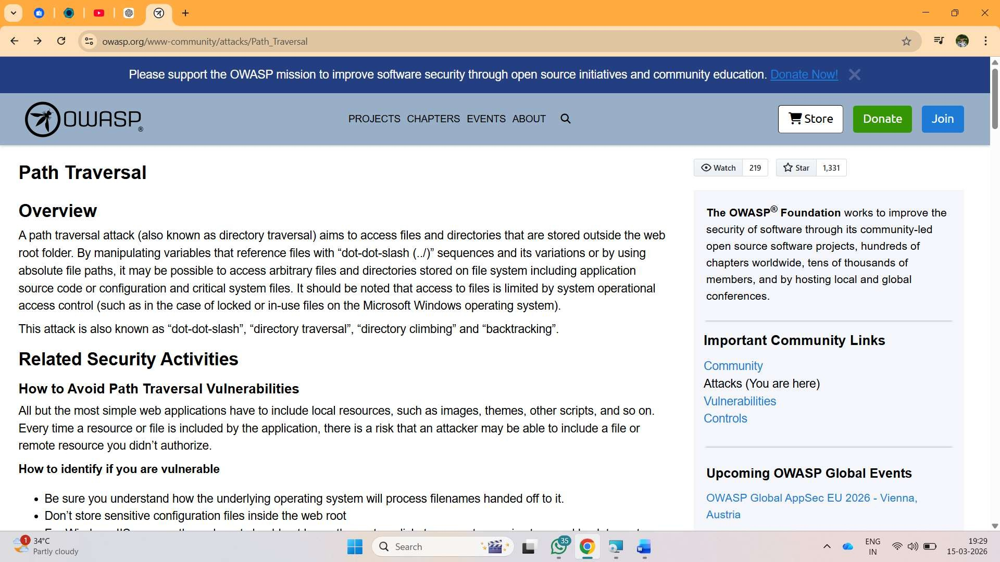 owasp.org/www-community/attacks/Path_Traversal
Please support the OWASP mission to improve software security through open source initiatives and community education. Donate Now!
OWASP®
PROJECTS CHAPTERS EVENTS ABOUT
Store
Donate
Join
Path Traversal
Watch 219
Star 1,331
Overview
A path traversal attack (also known as directory traversal) aims to access files and directories that are stored outside the web
root folder. By manipulating variables that reference files with “dot-dot-slash (../)” sequences and its variations or by using
absolute file paths, it may be possible to access arbitrary files and directories stored on file system including application
source code or configuration and critical system files. It should be noted that access to files is limited by system operational
access control (such as in the case of locked or in-use files on the Microsoft Windows operating system).
This attack is also known as “dot-dot-slash”, “directory traversal”, “directory climbing” and “backtracking”.
Related Security Activities
How to Avoid Path Traversal Vulnerabilities
All but the most simple web applications have to include local resources, such as images, themes, other scripts, and so on.
Every time a resource or file is included by the application, there is a risk that an attacker may be able to include a file or
remote resource you didn’t authorize.
How to identify if you are vulnerable
• Be sure you understand how the underlying operating system will process filenames handed off to it.
• Don’t store sensitive configuration files inside the web root
The OWASP® Foundation works to improve the
security of software through its community-led
open source software projects, hundreds of
chapters worldwide, tens of thousands of
members, and by hosting local and global
conferences.
Important Community Links
Community
Attacks (You are here)
Vulnerabilities
Controls
Upcoming OWASP Global Events
OWASP Global AppSec EU 2026 - Vienna,
Austria
1
34°C
Partly cloudy
Search
35
W
ENG
IN
19:29
15-03-2026